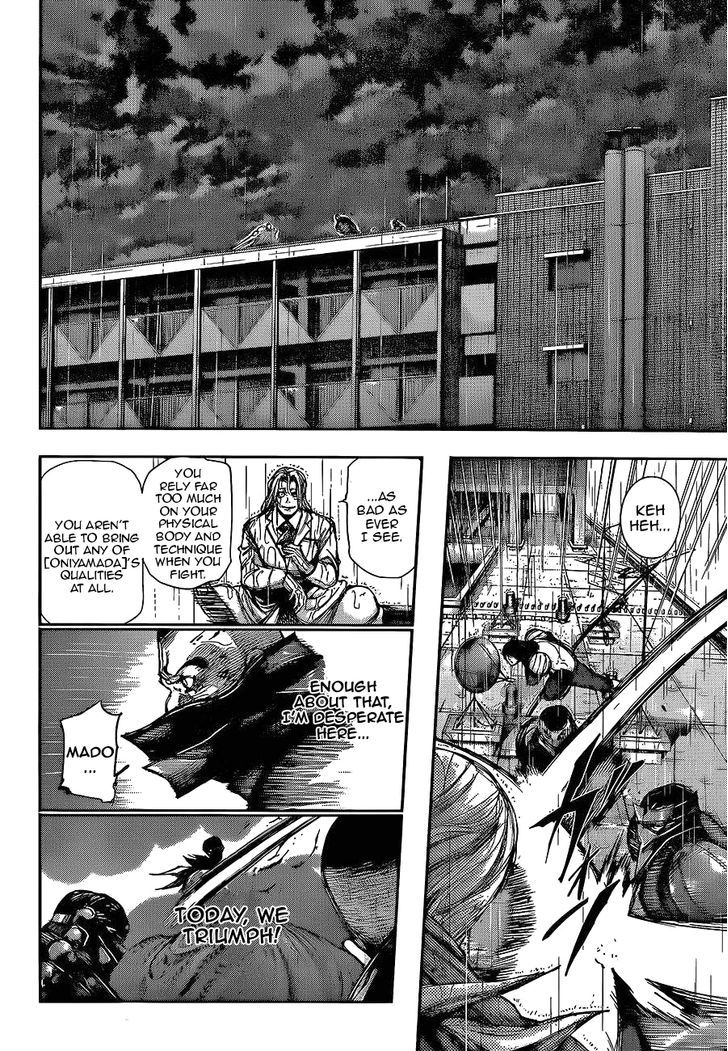 KEH
HEH...
...AS
BAD AS
EVER
I SEE.
YOU
RELY FAR
TOO MUCH
ON YOUR
PHYSICAL
BODY AND
TECHNIQUE
WHEN YOU
FIGHT.
YOU AREN'T
ABLE TO BRING
OUT ANY OF
[ONIYAMADA]'S
QUALITIES
AT ALL.
ENOUGH
ABOUT THAT,
I'M DESPERATE
HERE...
MADO
...
TODAY, WE
TRIUMPH!